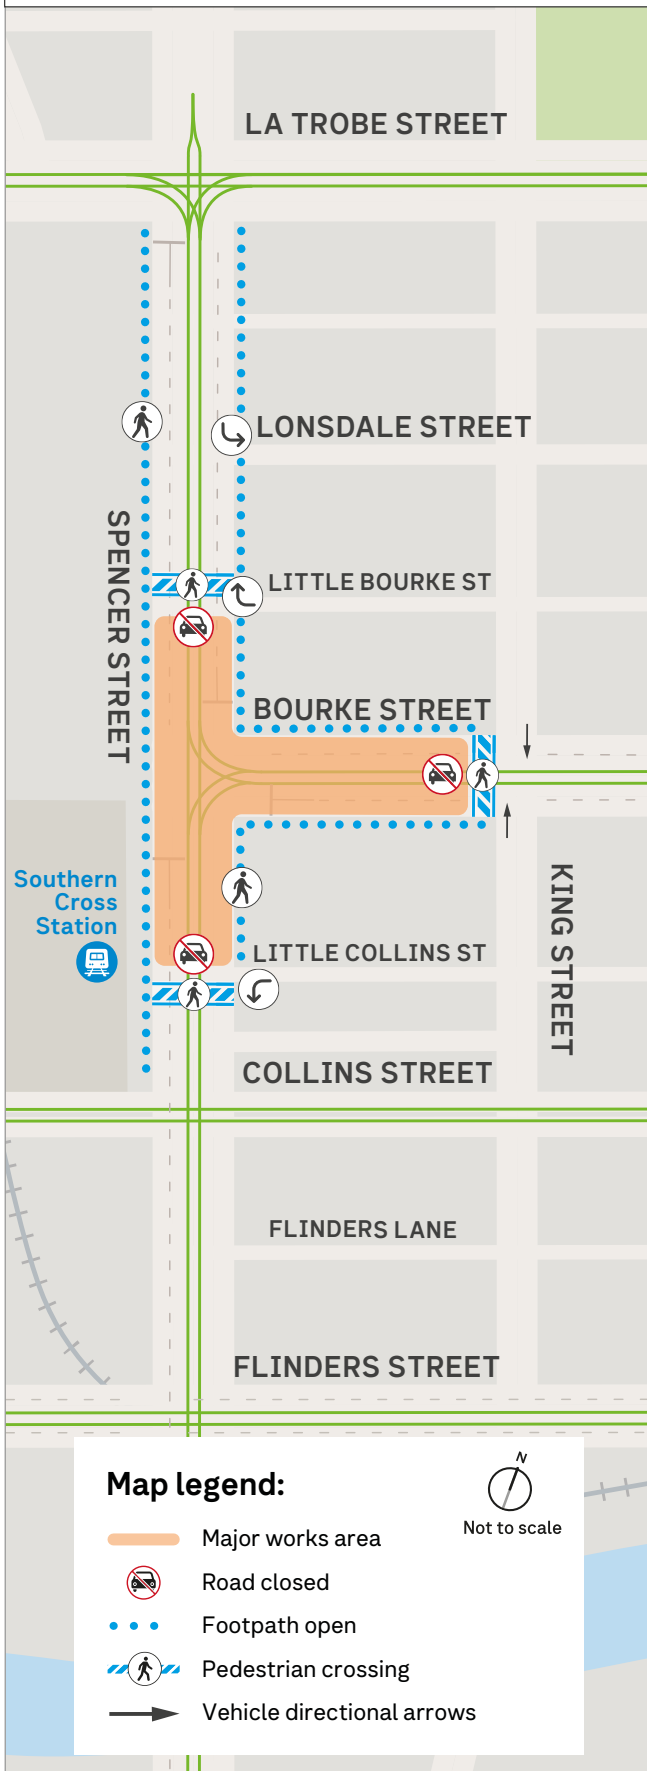 LA TROBE STREET
LONSDALE STREET
SPENCER STREET
LITTLE BOURKE ST
BOURKE STREET
Southern
Cross
Station
KING STREET
LITTLE COLLINS ST
COLLINS STREET
FLINDERS LANE
FLINDERS STREET
Map legend:
N
Not to scale
Major works area
Road closed
Footpath open
Pedestrian crossing
Vehicle directional arrows